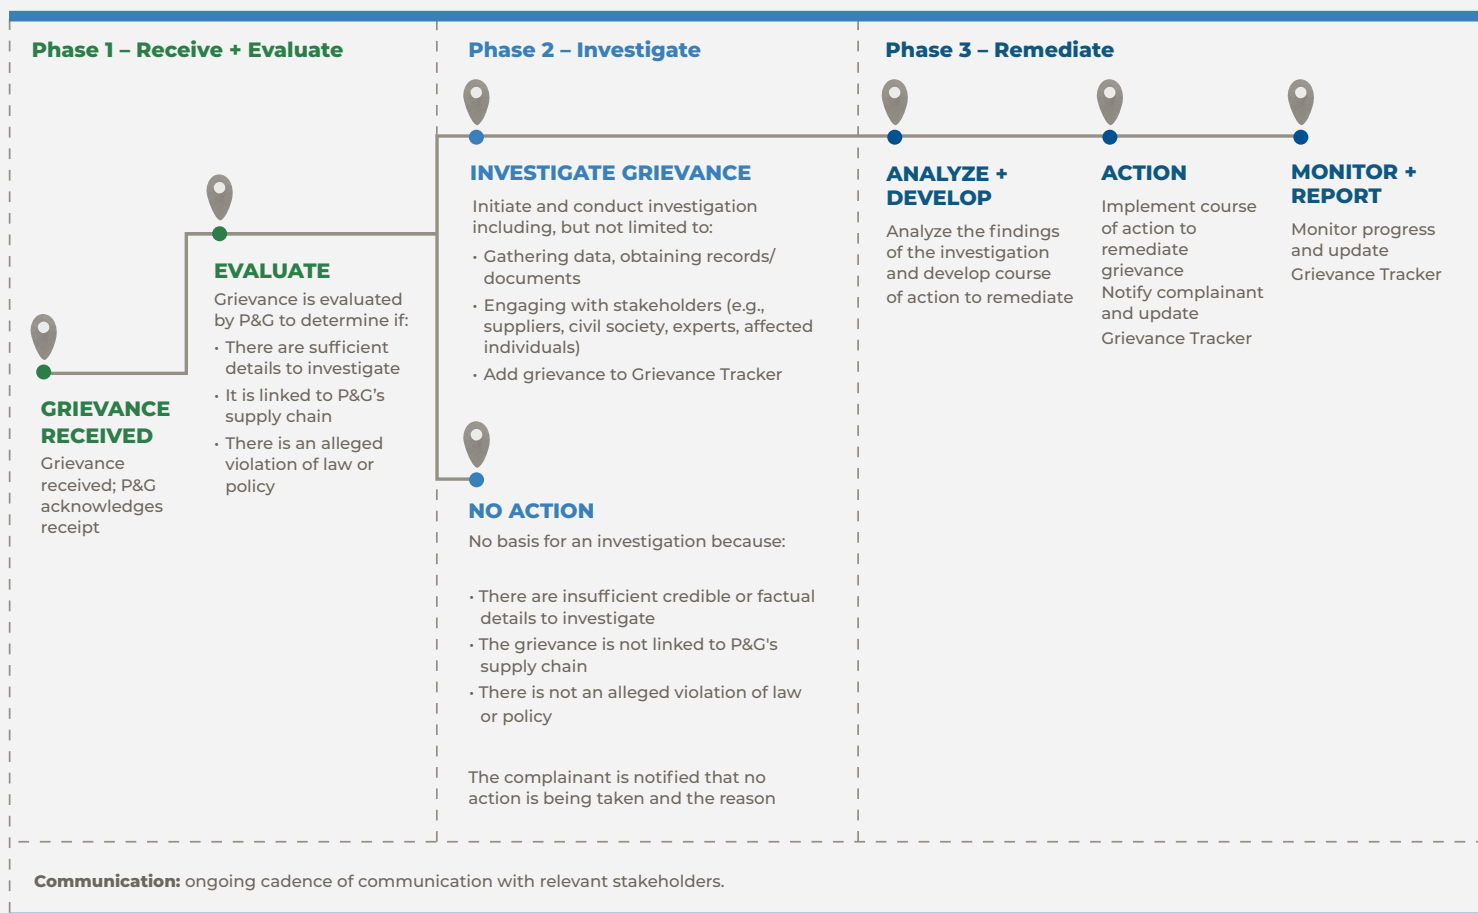 Phase 1 – Receive + Evaluate
GRIEVANCE
RECEIVED
Grievance
received; P&G
acknowledges
receipt
EVALUATE
Grievance is evaluated
by P&G to determine if:
• There are sufficient
details to investigate
• It is linked to P&G’s
supply chain
• There is an alleged
violation of law or
policy
Phase 2 – Investigate
INVESTIGATE GRIEVANCE
Initiate and conduct investigation
including, but not limited to:
• Gathering data, obtaining records/
documents
• Engaging with stakeholders (e.g.,
suppliers, civil society, experts, affected
individuals)
• Add grievance to Grievance Tracker
NO ACTION
No basis for an investigation because:
• There are insufficient credible or factual
details to investigate
• The grievance is not linked to P&G's
supply chain
• There is not an alleged violation of law
or policy
The complainant is notified that no
action is being taken and the reason
Phase 3 – Remediate
ANALYZE +
DEVELOP
Analyze the findings
of the investigation
and develop course
of action to remediate
ACTION
Implement course
of action to
remediate
grievance
Notify complainant
and update
Grievance Tracker
MONITOR +
REPORT
Monitor progress
and update
Grievance Tracker
Communication: ongoing cadence of communication with relevant stakeholders.